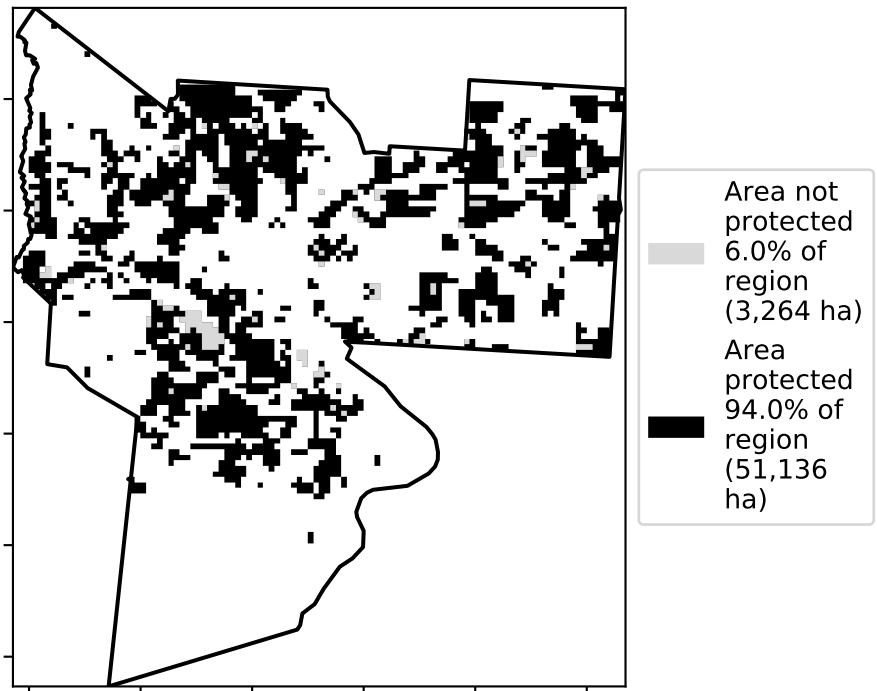 Area not
protected
6.0% of
region
(3,264 ha)
Area
protected
94.0% of
region
(51,136
ha)